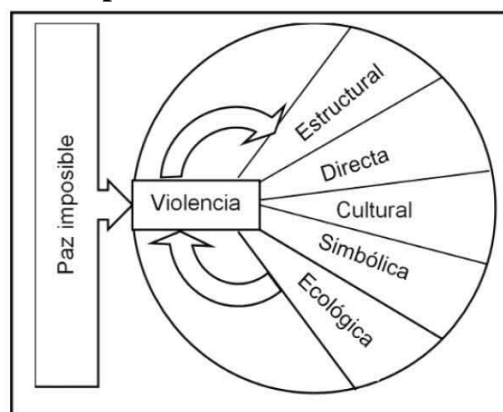 Paz imposible
Violencia
Estructural
Directa
Cultural
Simbólica
Ecológica